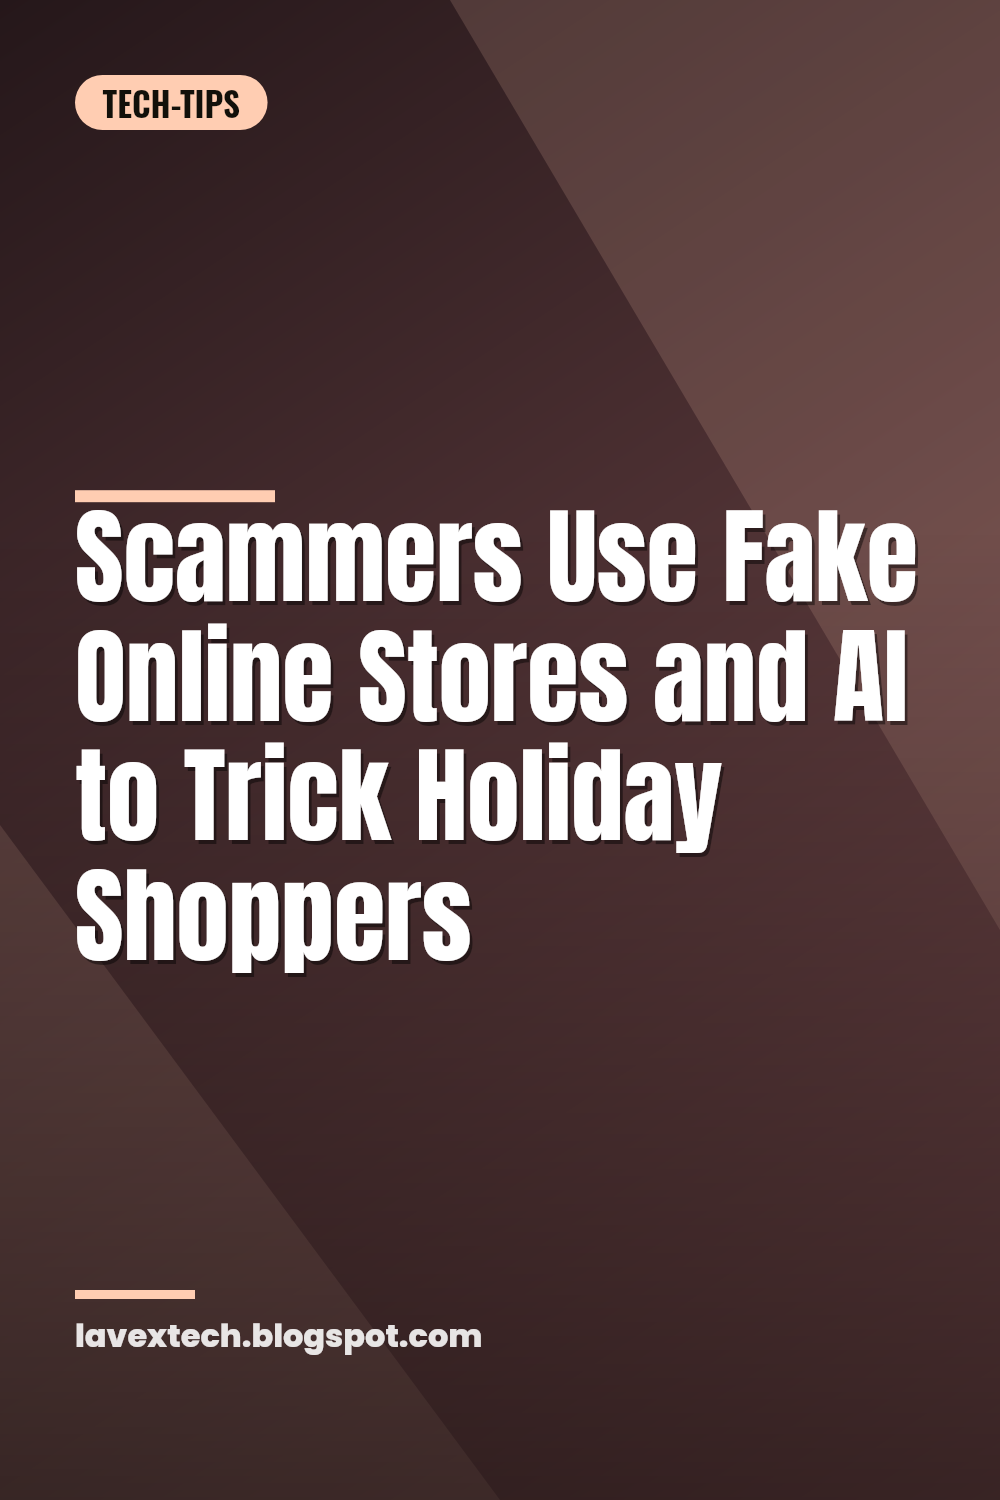 TECH-TIPS
Scammers Use Fake
Online Stores and AI
to Trick Holiday
Shoppers
lavextech.blogspot.com